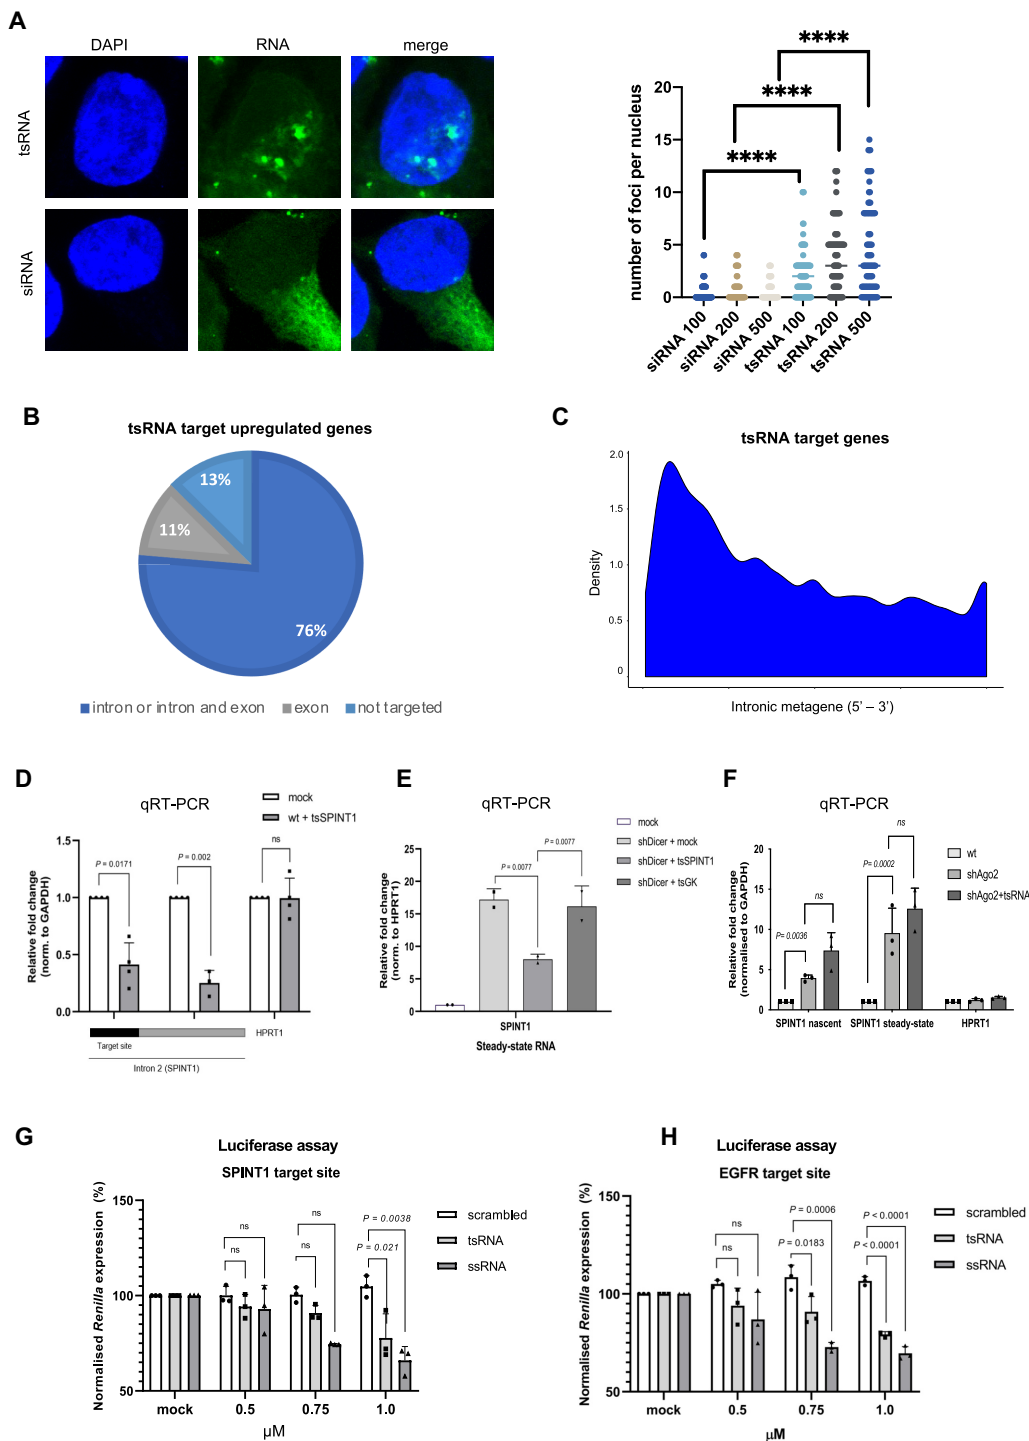 A
DAPI
RNA
merge
tsRNA
siRNA
****
****
****
number of foci per nucleus
20
15
10
5
0
siRNA 100
siRNA 200
siRNA 500
tsRNA 100
tsRNA 200
tsRNA 500
B
tsRNA target upregulated genes
13%
11%
76%
intron or intron and exon
exon
not targeted
C
tsRNA target genes
Density
2.0
1.5
1.0
0.5
0
Intronic metagene (5’ – 3’)
D
qRT-PCR
mock
wt + tsSPINT1
Relative fold change
(norm. to GAPDH)
1.5
1.0
0.5
0.0
P = 0.0171
P = 0.002
ns
Target site
HPRT1
Intron 2 (SPINT1)
E
qRT-PCR
mock
shDicer + mock
shDicer + tsSPINT1
shDicer + tsGK
Relative fold change
(norm. to HPRT1)
25
20
15
10
5
0
P = 0.0077
P = 0.0077
SPINT1
Steady-state RNA
F
qRT-PCR
wt
shAgo2
shAgo2+tsRNA
Relative fold change
(normalised to GAPDH)
20
15
10
5
0
P= 0.0036
ns
P= 0.0002
ns
SPINT1 nascent
SPINT1 steady-state
HPRT1
G
Luciferase assay
SPINT1 target site
Normalised Renilla expression (%)
150
100
50
ns
ns
ns
ns
P = 0.0038
P = 0.021
scrambled
tsRNA
ssRNA
mock
0.5
0.75
1.0
µM
H
Luciferase assay
EGFR target site
Normalised Renilla expression (%)
150
100
50
ns
ns
P = 0.0006
P = 0.0183
P < 0.0001
P < 0.0001
scrambled
tsRNA
ssRNA
mock
0.5
0.75
1.0
µM